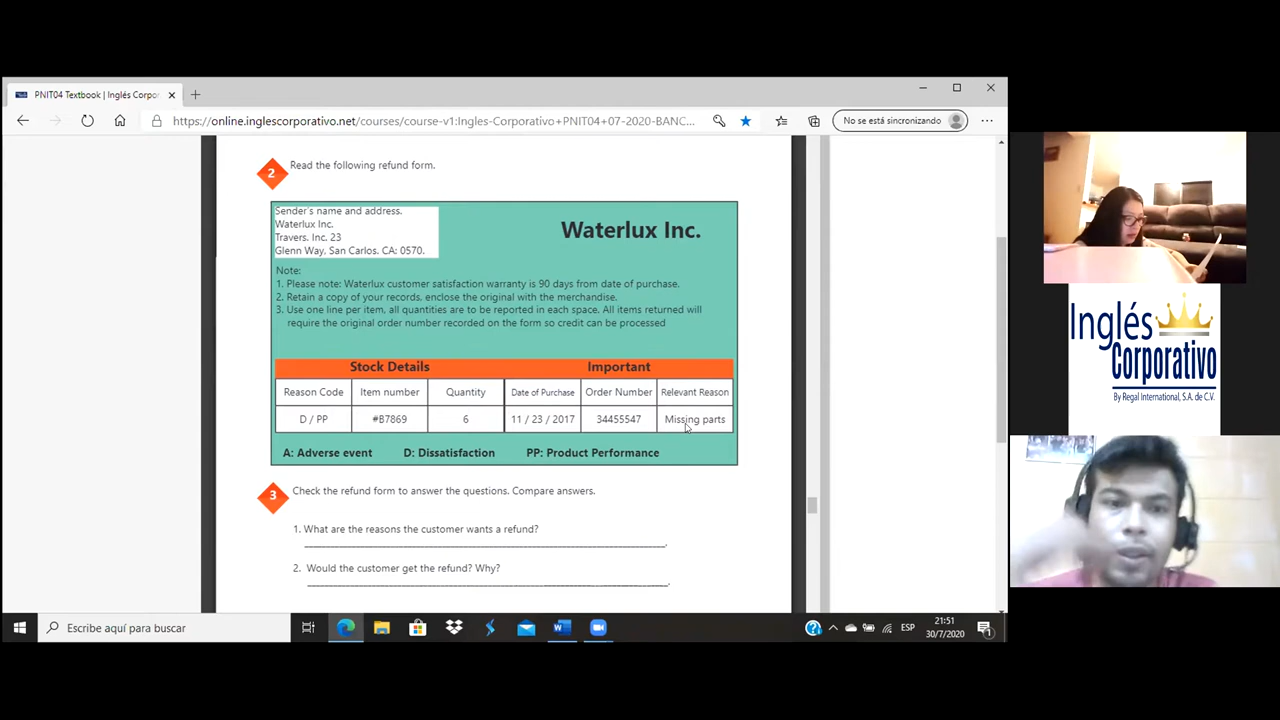 PNIT04 Textbook | Inglés Corpor
https://online.inglescorporativo.net/courses/course-v1:Ingles-Corporativo+PNIT04+07-2020-BANC...
No se está sincronizando
2
Read the following refund form.
Sender's name and address.
Waterlux Inc.
Travers. Inc. 23
Glenn Way, San Carlos. CA: 0570.
Waterlux Inc.
Note:
1. Please note: Waterlux customer satisfaction warranty is 90 days from date of purchase.
2. Retain a copy of your records, enclose the original with the merchandise.
3. Use one line per item, all quantities are to be reported in each space. All items returned will
require the original order number recorded on the form so credit can be processed
Stock Details Important
Reason Code Item number Quantity Date of Purchase Order Number Relevant Reason
D / PP #B7869 6 11 / 23 / 2017 34455547 Missing parts
A: Adverse event D: Dissatisfaction PP: Product Performance
3
Check the refund form to answer the questions. Compare answers.
1. What are the reasons the customer wants a refund?
2. Would the customer get the refund? Why?
Inglés
Corporativo
By Regal International, S.A. de C.V.
Escribe aquí para buscar
ESP
21:51
30/7/2020